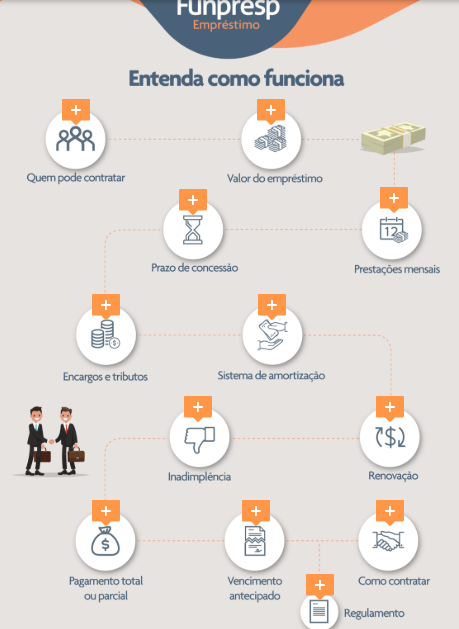 Funpresp
Empréstimo
Entenda como funciona
Quem pode contratar
Valor do empréstimo
Prazo de concessão
12
Prestações mensais
Encargos e tributos
Sistema de amortização
Inadimplência
Renovação
Pagamento total
ou parcial
Vencimento
antecipado
Como contratar
Regulamento